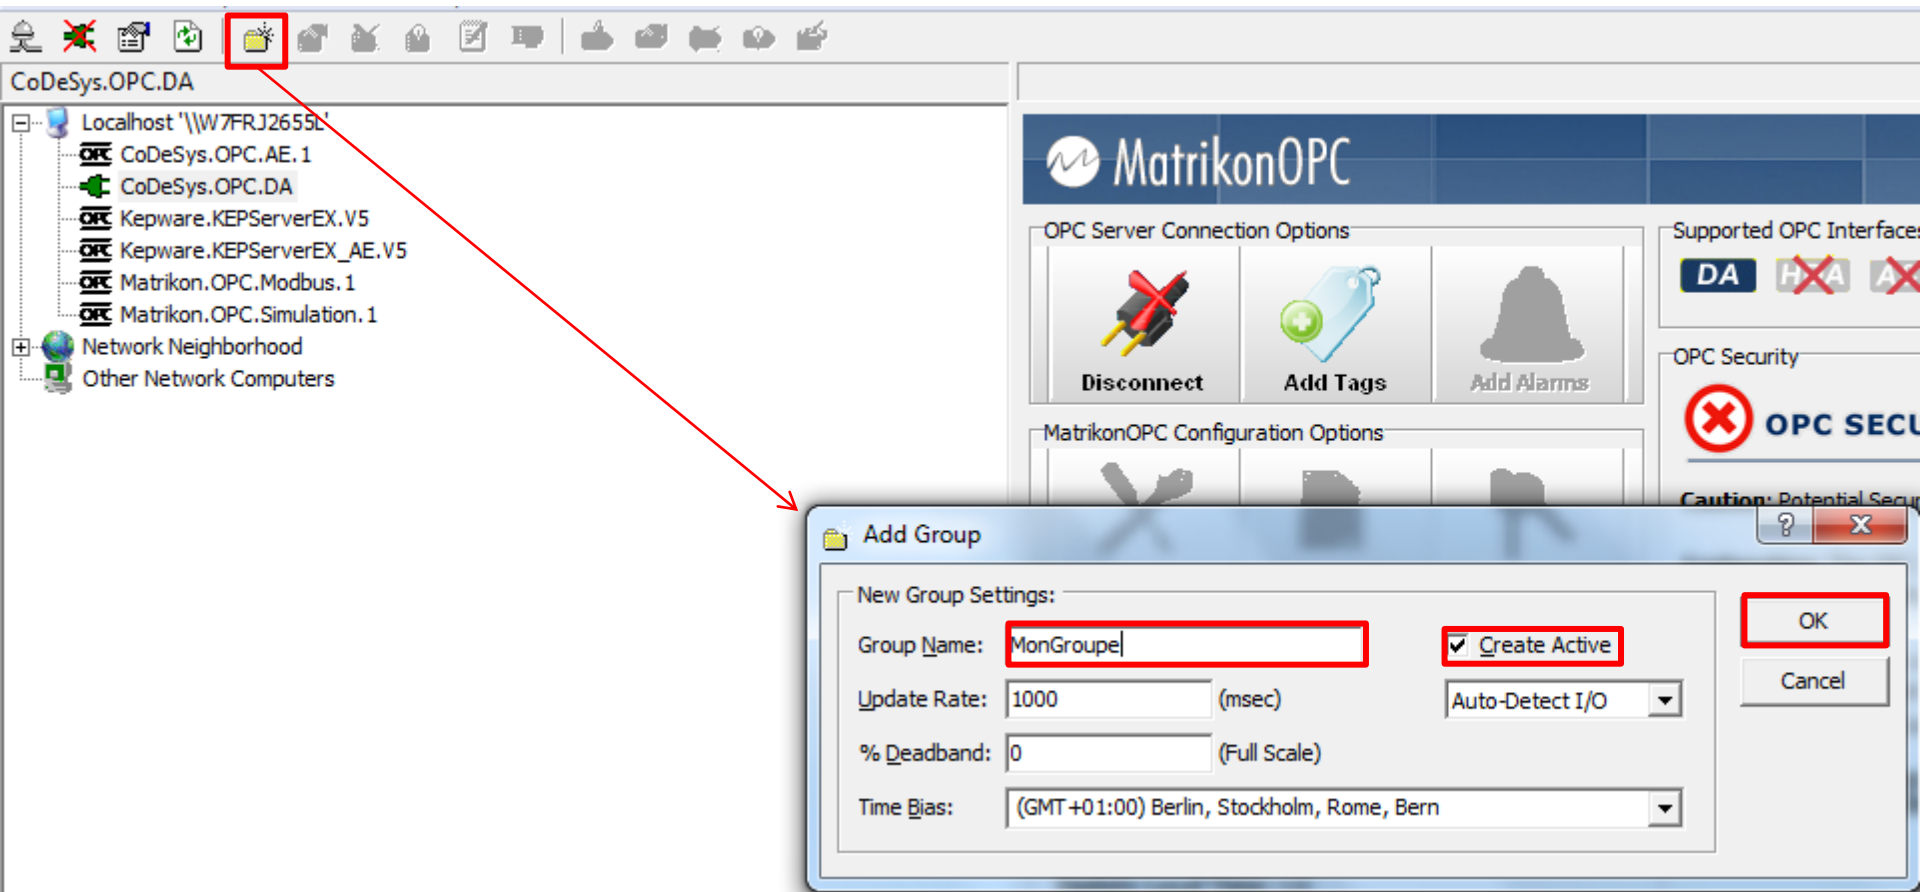 CoDeSys.OPC.DA
Localhost '\\W7FRJ2655L'
CoDeSys.OPC.AE.1
CoDeSys.OPC.DA
Kepware.KEPServerEX.V5
Kepware.KEPServerEX_AE.V5
Matrikon.OPC.Modbus.1
Matrikon.OPC.Simulation.1
Network Neighborhood
Other Network Computers
MatrikonOPC
OPC Server Connection Options
Disconnect
Add Tags
Add Alarms
MatrikonOPC Configuration Options
Supported OPC Interfaces
DA
HDA
OPC Security
OPC SECU
Caution: Potential Secur
Add Group
New Group Settings:
Group Name: MonGroupe
Create Active
OK
Update Rate: 1000 (msec)
Auto-Detect I/O
Cancel
% Deadband: 0 (Full Scale)
Time Bias: (GMT+01:00) Berlin, Stockholm, Rome, Bern